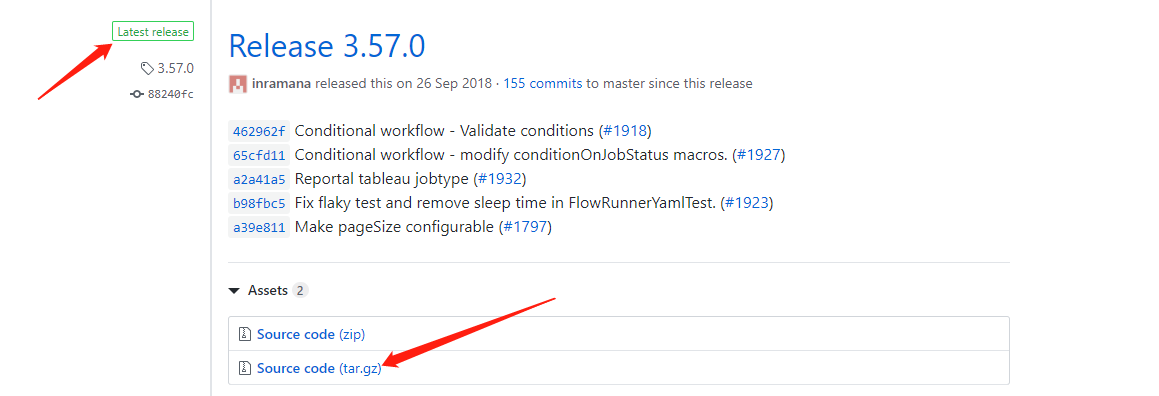 Latest release
3.57.0
88240fc
Release 3.57.0
inramana released this on 26 Sep 2018 · 155 commits to master since this release
462962f Conditional workflow - Validate conditions (#1918)
65cfd11 Conditional workflow - modify conditionOnJobStatus macros. (#1927)
a2a41a5 Reportal tableau jobtype (#1932)
b98fbc5 Fix flaky test and remove sleep time in FlowRunnerYamlTest. (#1923)
a39e811 Make pageSize configurable (#1797)
Assets 2
Source code (zip)
Source code (tar.gz)